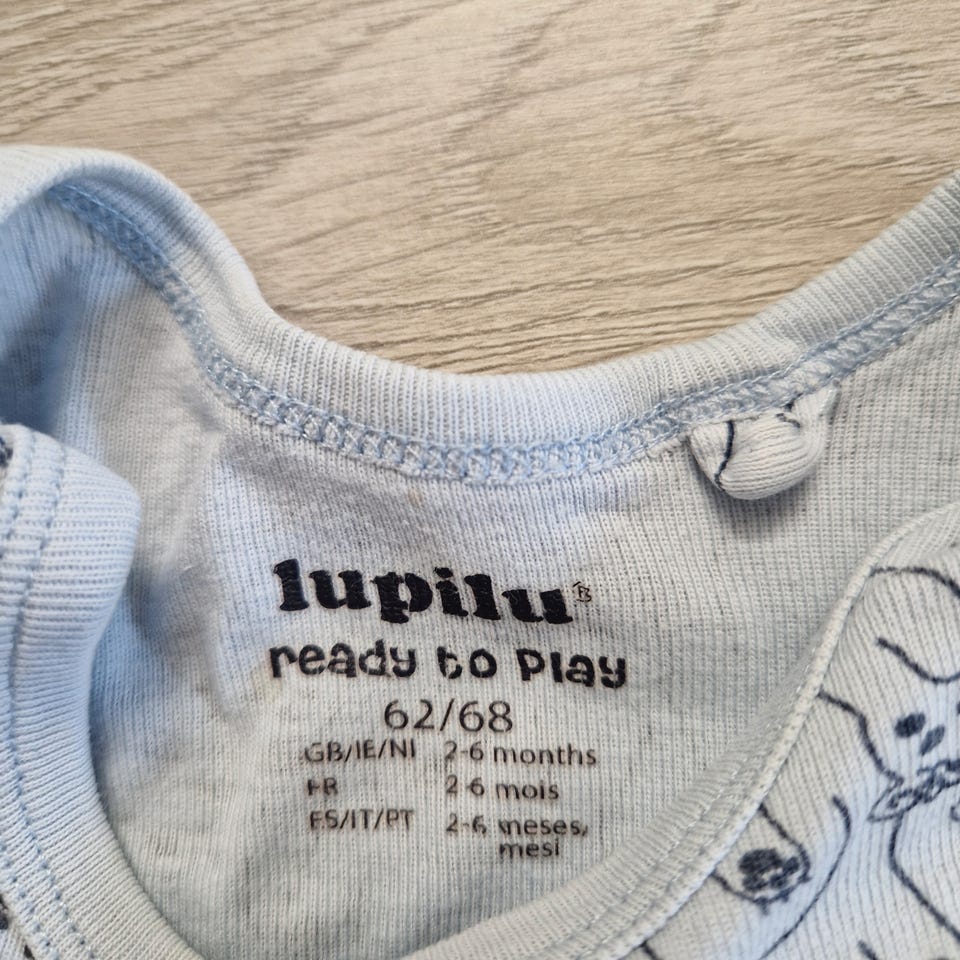 lupilu®
ready to play
62/68
GB/IE/NI 2-6 months
FR 2-6 mois
ES/IT/PT 2-6 meses,
mesi